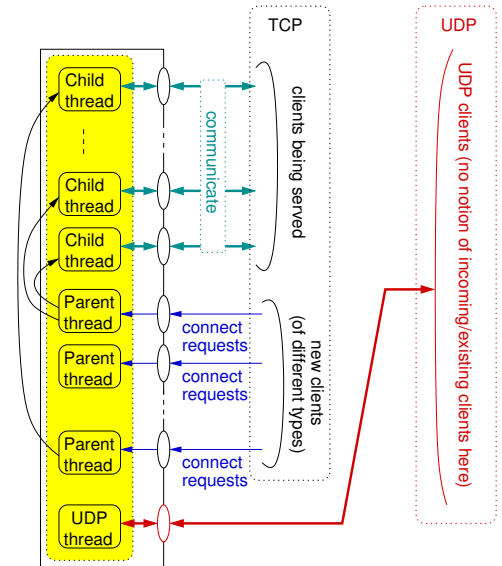 TCP
UDP
Child
thread
Child
thread
Child
thread
Parent
thread
Parent
thread
Parent
thread
UDP
thread
communicate
clients being served
connect
requests
connect
requests
connect
requests
new clients
(of different types)
UDP clients (no notion of incoming/existing clients here)